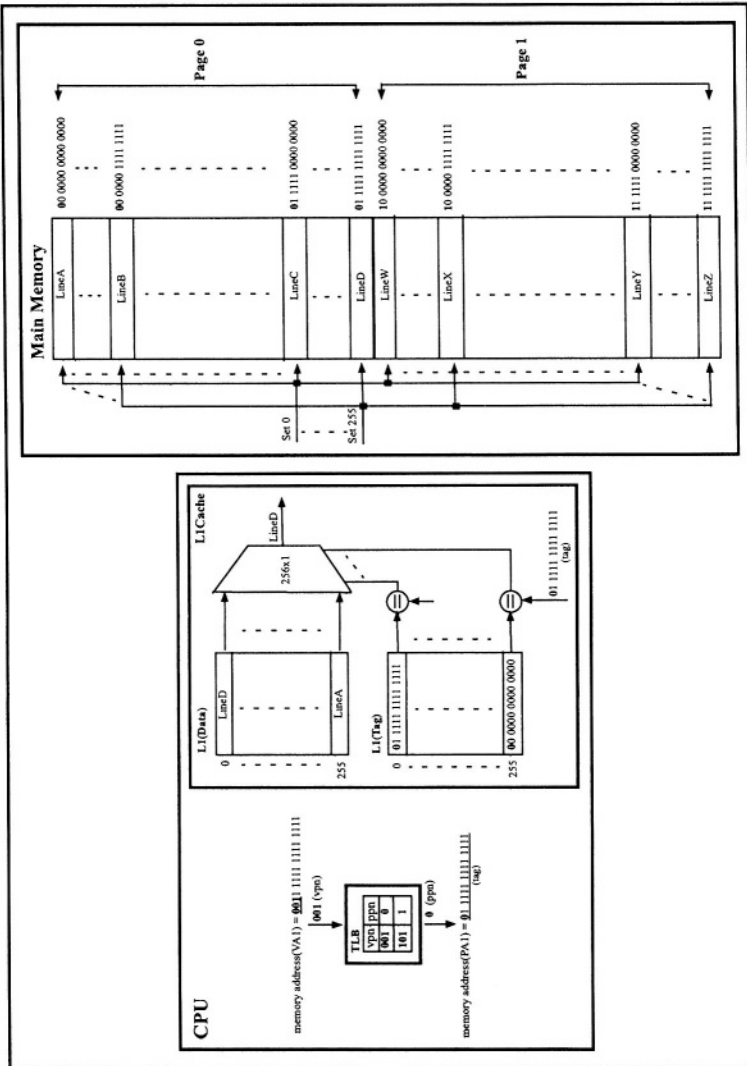 Main Memory
LineA
00 0000 0000 0000
LineB
00 0000 1111 1111
LineC
01 1111 0000 0000
LineD
01 1111 1111 1111
LineW
10 0000 0000 0000
LineX
10 0000 1111 1111
LineY
11 1111 0000 0000
LineZ
11 1111 1111 1111
Page 0
Page 1
Set 0
Set 255
CPU
memory address(VA1) = 0011 1111 1111 1111
001 (vpn)
TLB
vpn ppn
001 0
101 1
0 (ppn)
memory address(PA1) = 01 1111 1111 1111
(tag)
L1Cache
L1(Data)
0
LineD
255
LineA
256x1
LineD
L1(Tag)
0
01 1111 1111 1111
255
00 0000 0000 0000
=
=
01 1111 1111 1111
(tag)